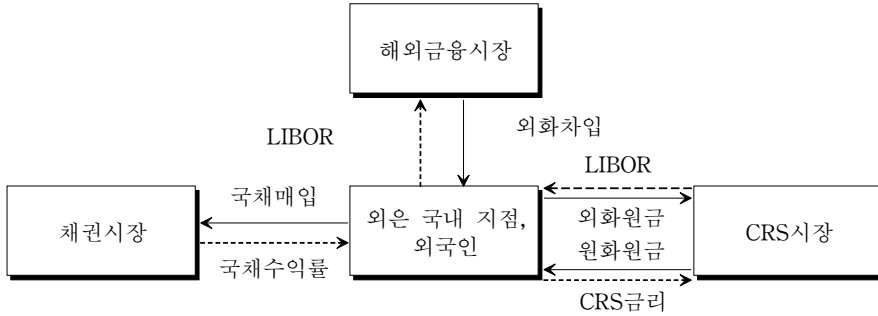 해외금융시장
LIBOR
외화차입
LIBOR
국채매입
채권시장
외은 국내 지점,
외국인
외화원금
원화원금
CRS시장
국채수익률
CRS금리